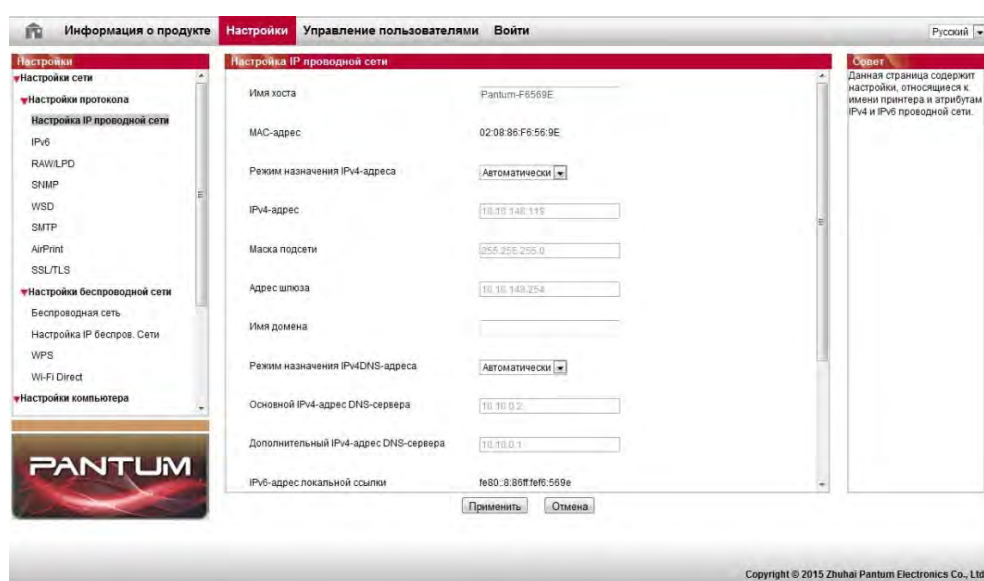 Информация о продукте Настройки Управление пользователями Войти Русский
Настройки
Настройки сети
Настройки протокола
Настройка IP проводной сети
IPv6
RAW/LPD
SNMP
WSD
SMTP
AirPrint
SSL/TLS
Настройки беспроводной сети
Беспроводная сеть
Настройка IP беспров. Сети
WPS
Wi-Fi Direct
Настройки компьютера
PANTUM
Настройка IP проводной сети
Имя хоста Pantum-F6569E
MAC-адрес 02:08:86:F6:56:9E
Режим назначения IPv4-адреса Автоматически
IPv4-адрес 10.10.148.119
Маска подсети 255.255.255.0
Адрес шлюза 10.10.148.254
Имя домена
Режим назначения IPv4DNS-адреса Автоматически
Основной IPv4-адрес DNS-сервера 10.10.0.2
Дополнительный IPv4-адрес DNS-сервера 10.10.0.1
IPv6-адрес локальной ссылки fe80::8:86ff:fef6:569e
Применить Отмена
Совет
Данная страница содержит
настройки, относящиеся к
имени принтера и атрибутам
IPv4 и IPv6 проводной сети.
Copyright © 2015 Zhuhai Pantum Electronics Co., Ltd